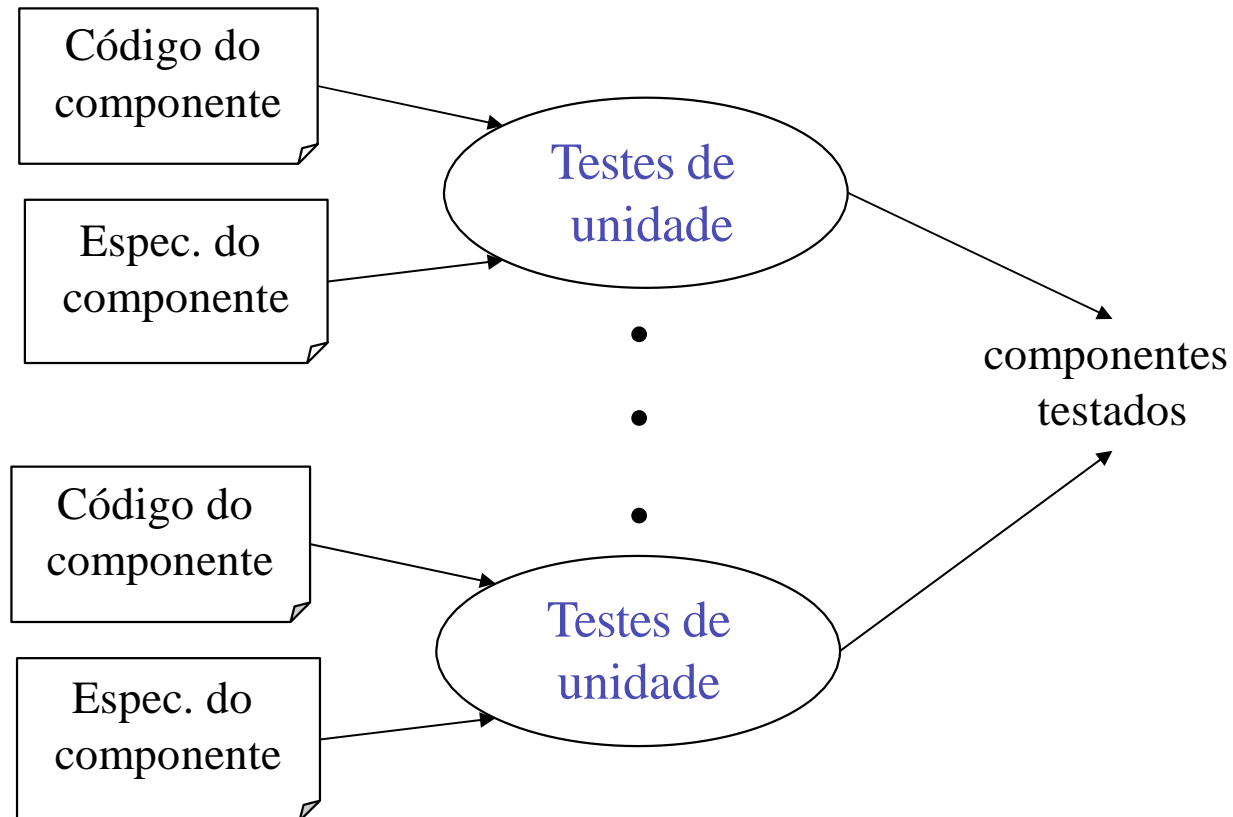 Código do
componente
Testes de
unidade
Espec. do
componente
componentes
testados
Código do
componente
Testes de
unidade
Espec. do
componente